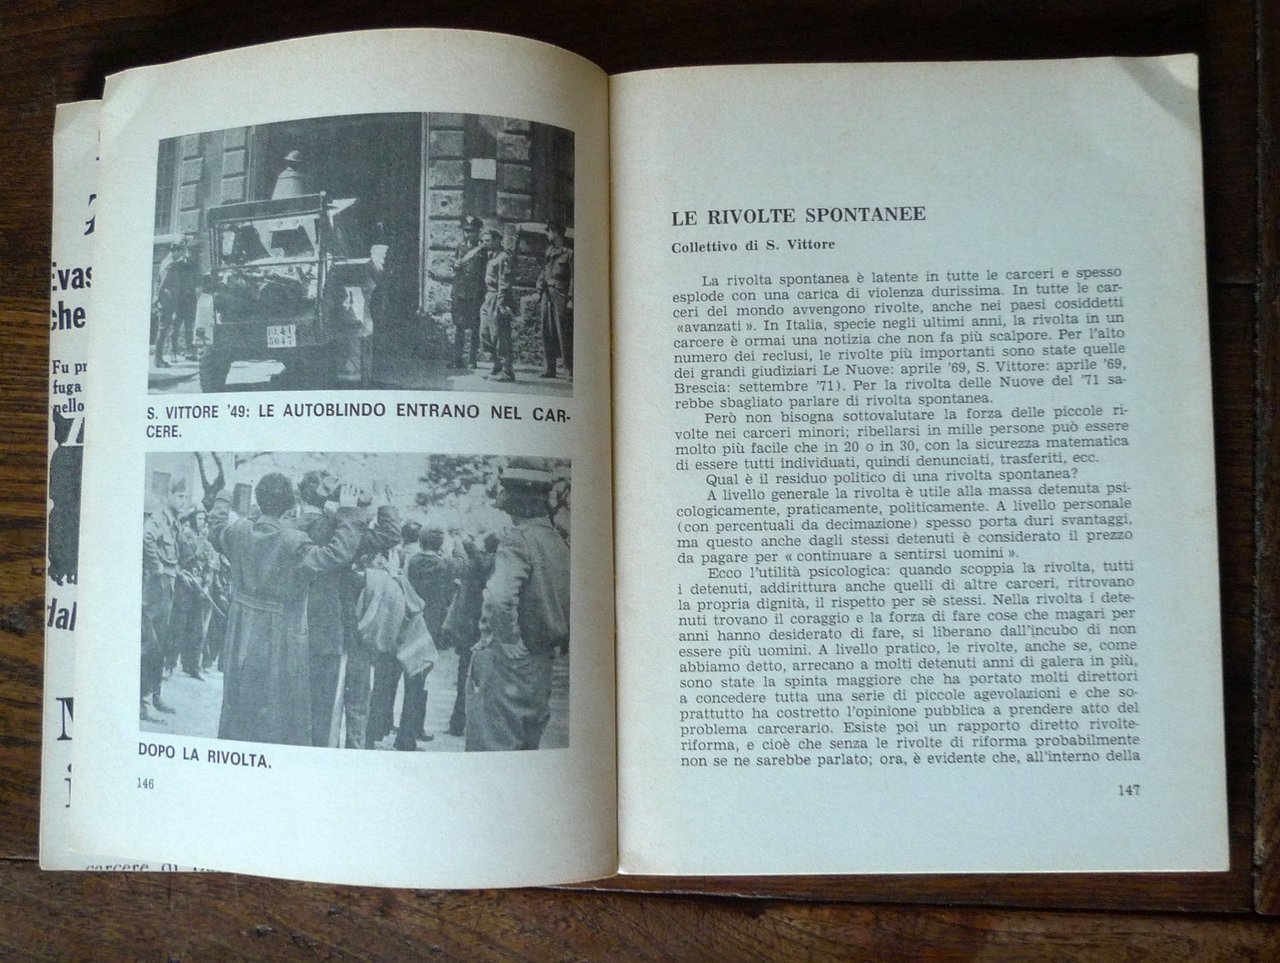 Evas
che
Fu pr
fuga
nello
dal
carcere di
S. VITTORE '49: LE AUTOBLINDO ENTRANO NEL CAR-
CERE.
DOPO LA RIVOLTA.
146
LE RIVOLTE SPONTANEE
Collettivo di S. Vittore
La rivolta spontanea è latente in tutte le carceri e spesso
esplode con una carica di violenza durissima. In tutte le car-
ceri del mondo avvengono rivolte, anche nei paesi cosiddetti
«avanzati». In Italia, specie negli ultimi anni, la rivolta in un
carcere è ormai una notizia che non fa più scalpore. Per l'alto
numero dei reclusi, le rivolte più importanti sono state quelle
dei grandi giudiziari Le Nuove: aprile '69, S. Vittore: aprile '69,
Brescia: settembre '71). Per la rivolta delle Nuove del '71 sa-
rebbe sbagliato parlare di rivolta spontanea.
Però non bisogna sottovalutare la forza delle piccole ri-
volte nei carceri minori; ribellarsi in mille persone può essere
molto più facile che in 20 o in 30, con la sicurezza matematica
di essere tutti individuati, quindi denunciati, trasferiti, ecc.
Qual è il residuo politico di una rivolta spontanea?
A livello generale la rivolta è utile alla massa detenuta psi-
cologicamente, praticamente, politicamente. A livello personale
(con percentuali da decimazione) spesso porta duri svantaggi,
ma questo anche dagli stessi detenuti è considerato il prezzo
da pagare per « continuare a sentirsi uomini ».
Ecco l'utilità psicologica: quando scoppia la rivolta, tutti
i detenuti, addirittura anche quelli di altre carceri, ritrovano
la propria dignità, il rispetto per sè stessi. Nella rivolta i dete-
nuti trovano il coraggio e la forza di fare cose che magari per
anni hanno desiderato di fare, si liberano dall'incubo di non
essere più uomini. A livello pratico, le rivolte, anche se, come
abbiamo detto, arrecano a molti detenuti anni di galera in più,
sono state la spinta maggiore che ha portato molti direttori
a concedere tutta una serie di piccole agevolazioni e che so-
prattutto ha costretto l'opinione pubblica a prendere atto del
problema carcerario. Esiste poi un rapporto diretto rivolte-
riforma, e cioè che senza le rivolte di riforma probabilmente
non se ne sarebbe parlato; ora, è evidente che, all'interno della
147